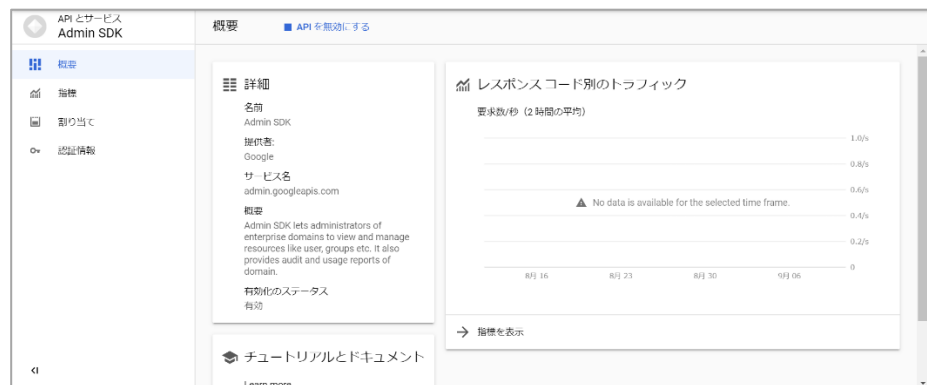 API とサービス
Admin SDK
概要
API を無効にする
概要
指標
割り当て
認証情報
詳細
名前
Admin SDK
提供者:
Google
サービス名
admin.googleapis.com
概要
Admin SDK lets administrators of
enterprise domains to view and manage
resources like user, groups etc. It also
provides audit and usage reports of
domain.
有効化のステータス
有効
チュートリアルとドキュメント
Learn more
レスポンス コード別のトラフィック
要求数/秒（2 時間の平均）
1.0/s
0.8/s
0.6/s
No data is available for the selected time frame.
0.4/s
0.2/s
0
8月 16
8月 23
8月 30
9月 06
指標を表示